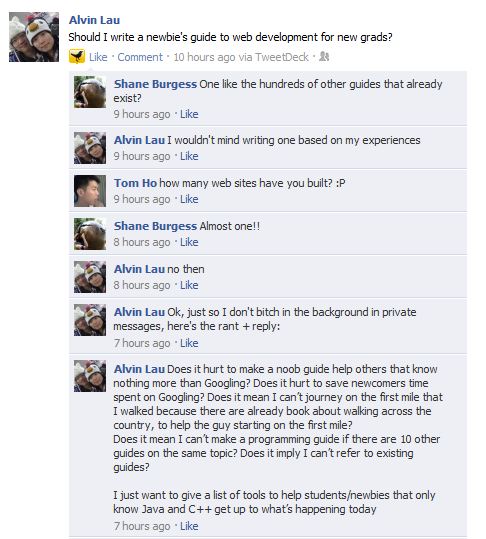 Alvin Lau
Should I write a newbie's guide to web development for new grads?
Like · Comment · 10 hours ago via TweetDeck ·
Shane Burgess One like the hundreds of other guides that already
exist?
9 hours ago · Like
Alvin Lau I wouldn't mind writing one based on my experiences
9 hours ago · Like
Tom Ho how many web sites have you built? :P
9 hours ago · Like
Shane Burgess Almost one!!
8 hours ago · Like
Alvin Lau no then
8 hours ago · Like
Alvin Lau Ok, just so I don't bitch in the background in private
messages, here's the rant + reply:
7 hours ago · Like
Alvin Lau Does it hurt to make a noob guide help others that know
nothing more than Googling? Does it hurt to save newcomers time
spent on Googling? Does it mean I can’t journey on the first mile that
I walked because there are already book about walking across the
country, to help the guy starting on the first mile?
Does it mean I can’t make a programming guide if there are 10 other
guides on the same topic? Does it imply I can’t refer to existing
guides?
I just want to give a list of tools to help students/newbies that only
know Java and C++ get up to what’s happening today
7 hours ago · Like